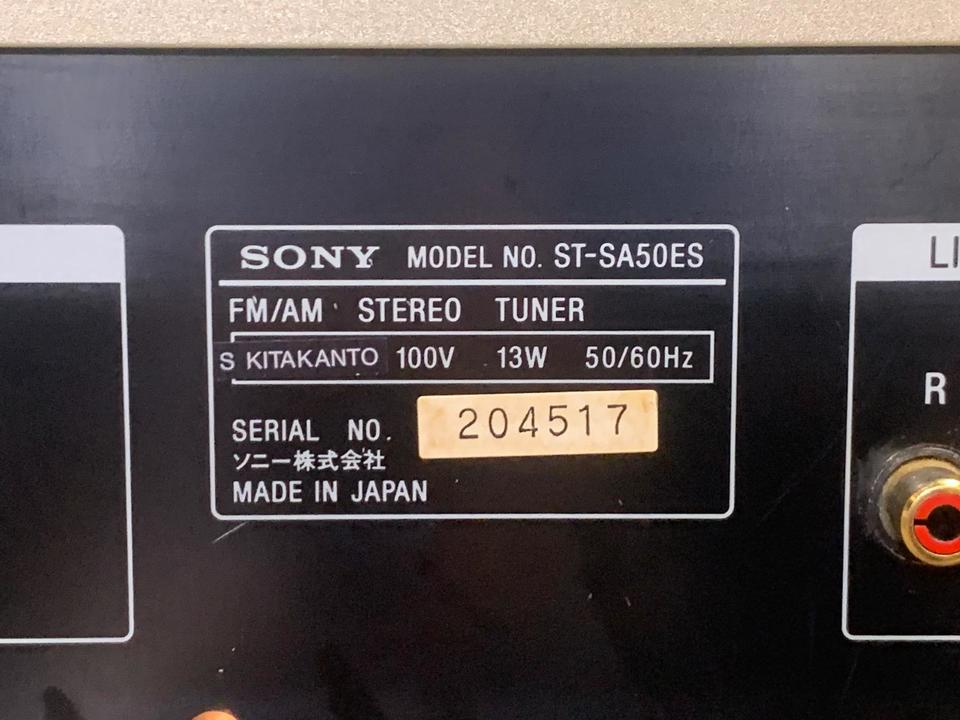 SONY MODEL NO. ST-SA50ES
FM/AM STEREO TUNER
S KITAKANTO 100V 13W 50/60Hz
SERIAL NO. 204517
ソニー株式会社
MADE IN JAPAN
LI
R